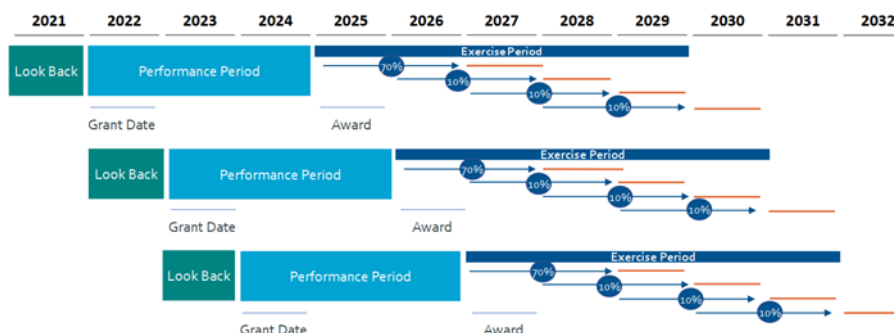 2021 2022 2023 2024 2025 2026 2027 2028 2029 2030 2031 2032
Exercise Period
Look Back Performance Period
70%
10%
10%
10%
Grant Date Award
Exercise Period
Look Back Performance Period
70%
10%
10%
10%
Grant Date Award
Exercise Period
Look Back Performance Period
70%
10%
10%
10%
Grant Date Award